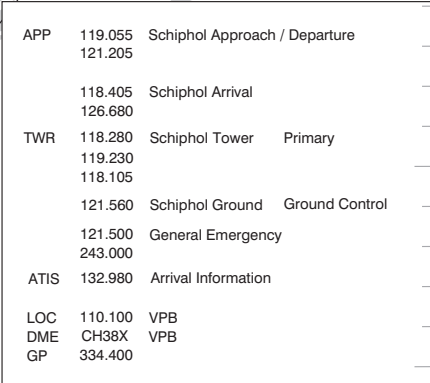 APP 119.055 Schiphol Approach / Departure
121.205
118.405 Schiphol Arrival
126.680
TWR 118.280 Schiphol Tower Primary
119.230
118.105
121.560 Schiphol Ground Ground Control
121.500 General Emergency
243.000
ATIS 132.980 Arrival Information
LOC 110.100 VPB
DME CH38X VPB
GP 334.400